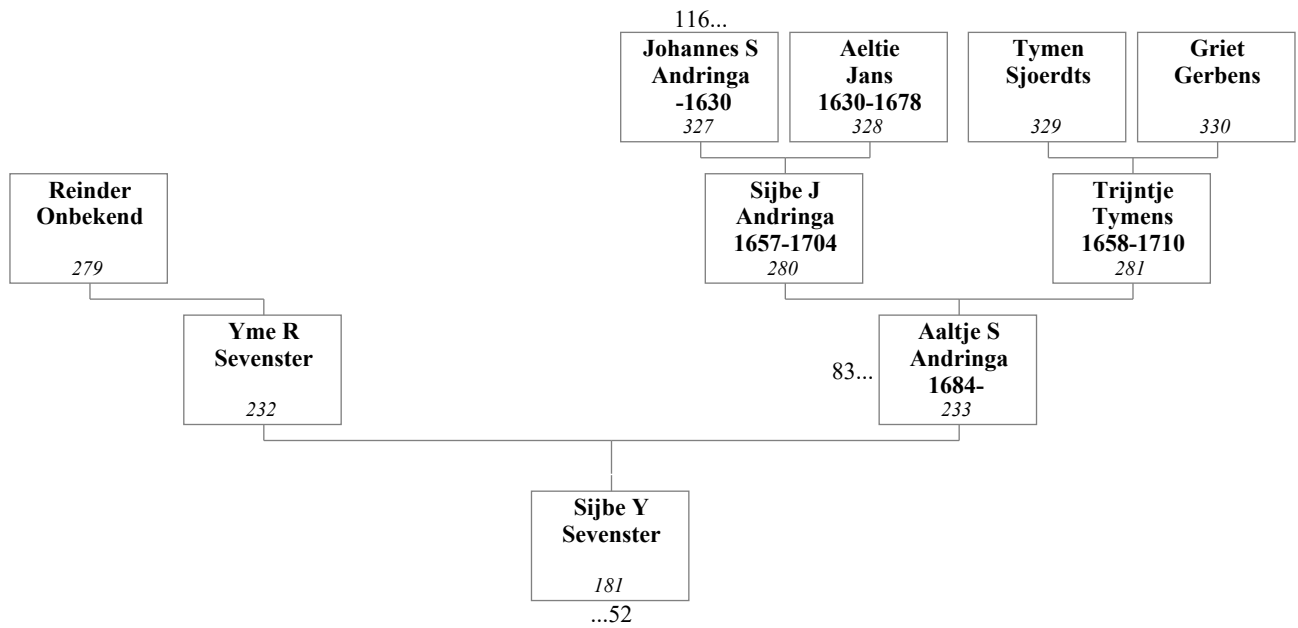 116...
Johannes S
Andringa
-1630
327
Aeltie
Jans
1630-1678
328
Tymen
Sjoerdts
329
Griet
Gerbens
330
Reinder
Onbekend
279
Sijbe J
Andringa
1657-1704
280
Trijntje
Tymens
1658-1710
281
Yme R
Sevenster
232
83...
Aaltje S
Andringa
1684-
233
Sijbe Y
Sevenster
181
...52